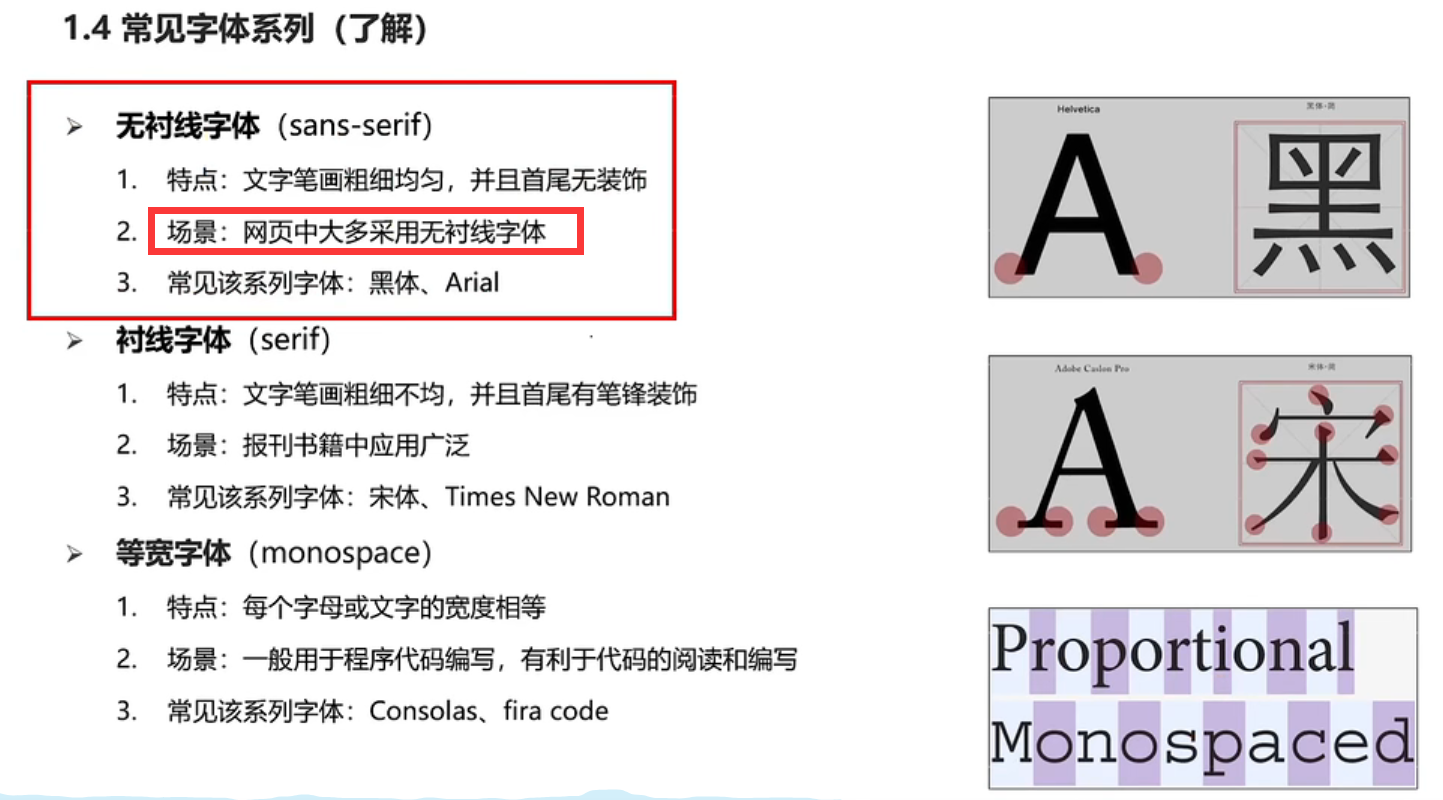 1.4 常见字体系列（了解）
➢ 无衬线字体（sans-serif）
1. 特点：文字笔画粗细均匀，并且首尾无装饰
2. 场景：网页中大多采用无衬线字体
3. 常见该系列字体：黑体、Arial
➢ 衬线字体（serif）
1. 特点：文字笔画粗细不均，并且首尾有笔锋装饰
2. 场景：报刊书籍中应用广泛
3. 常见该系列字体：宋体、Times New Roman
➢ 等宽字体（monospace）
1. 特点：每个字母或文字的宽度相等
2. 场景：一般用于程序代码编写，有利于代码的阅读和编写
3. 常见该系列字体：Consolas、fira code
Helvetica
黑体-简
A
黑
Adobe Caslon Pro
宋体-简
A
宋
Proportional
Monospaced